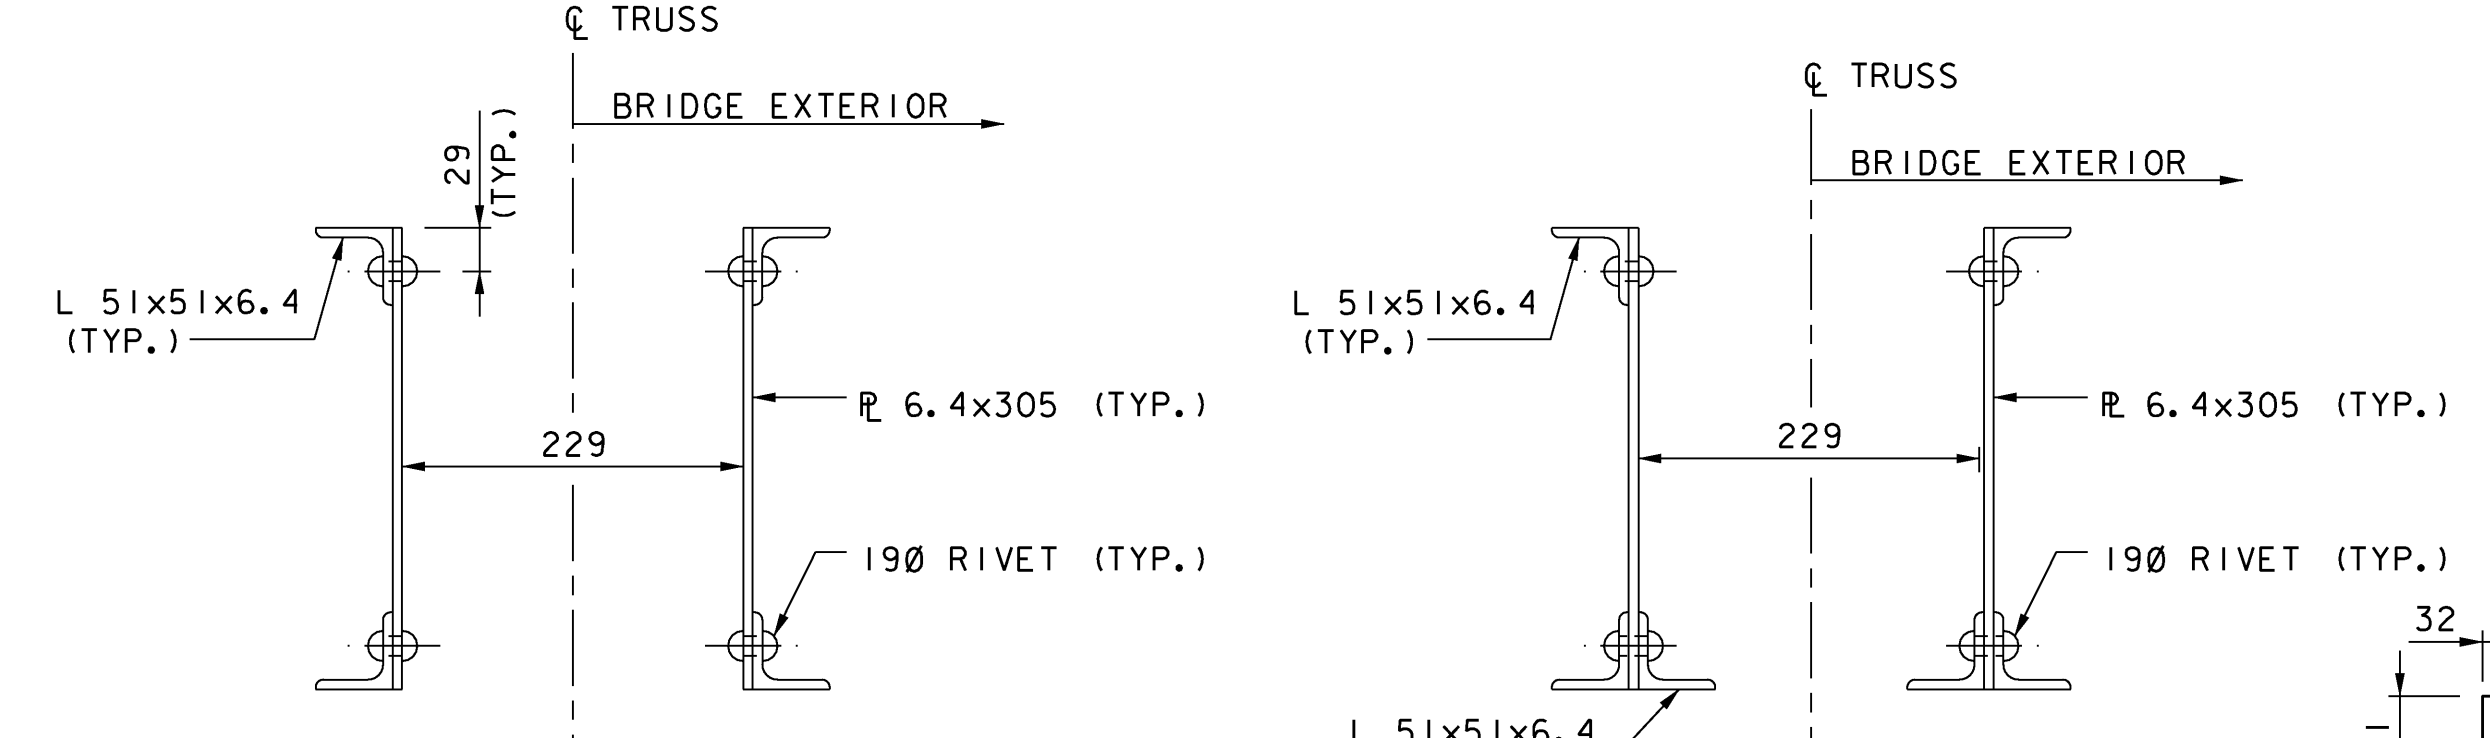 ℄ TRUSS
BRIDGE EXTERIOR
29
(TYP.)
L 51x51x6.4
(TYP.)
℄ TRUSS
BRIDGE EXTERIOR
L 51x51x6.4
(TYP.)
PL 6.4x305 (TYP.)
229
190 RIVET (TYP.)
PL 6.4x305 (TYP.)
229
19Ø RIVET (TYP.)
32
L 51x51x6.4